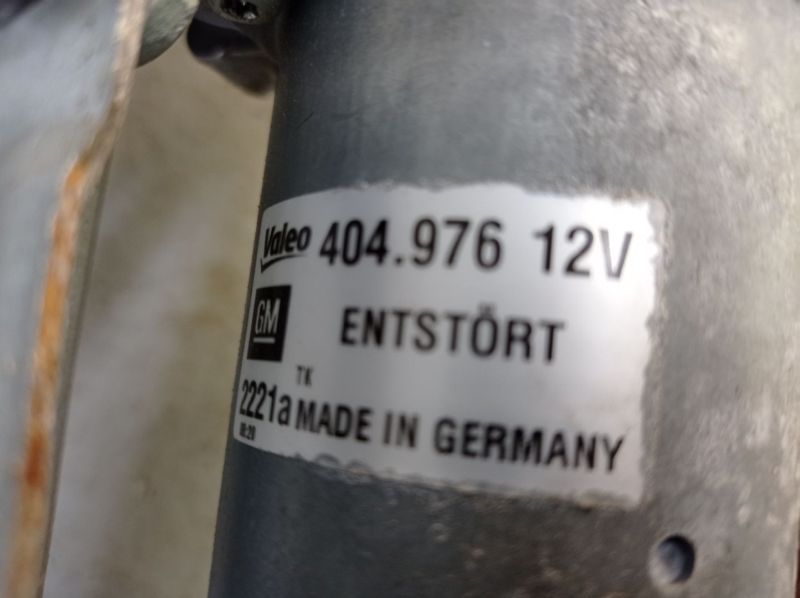 Valeo 404.976 12V
GM ENTSTÖRT
TK
2221a MADE IN GERMANY